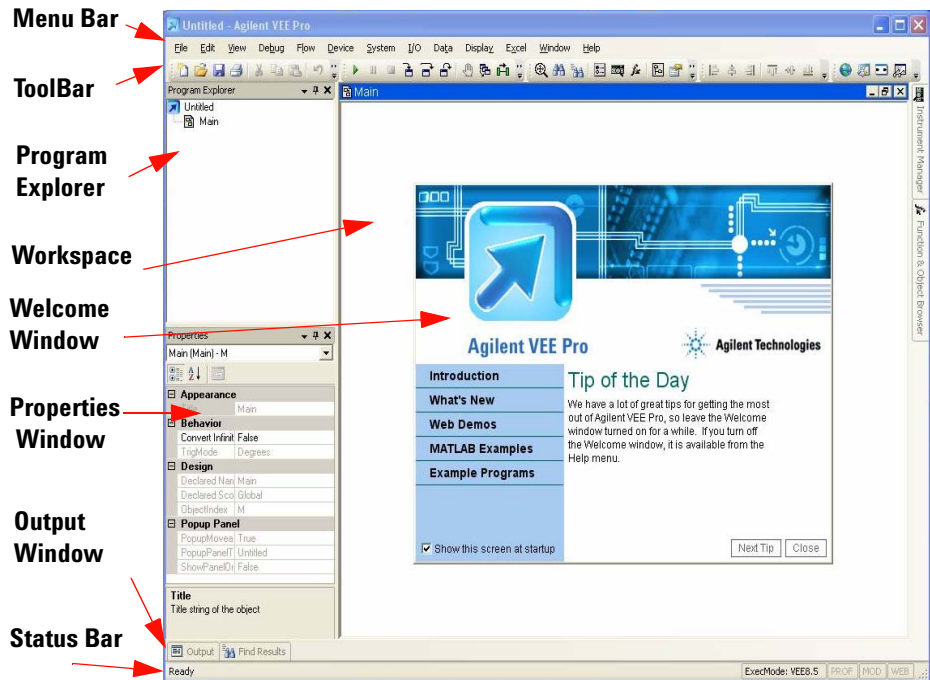 Menu Bar
ToolBar
Program
Explorer
Workspace
Welcome
Window
Properties
Window
Output
Window
Status Bar
Untitled - Agilent VEE Pro
File Edit View Debug Flow Device System I/O Data Display Excel Window Help
Program Explorer
Untitled
Main
Main
Instrument Manager
Function & Object Browser
Agilent VEE Pro
Agilent Technologies
Introduction
What's New
Web Demos
MATLAB Examples
Example Programs
Show this screen at startup
Tip of the Day
We have a lot of great tips for getting the most
out of Agilent VEE Pro, so leave the Welcome
window turned on for a while. If you turn off
the Welcome window, it is available from the
Help menu.
Next Tip Close
Properties
Main (Main) - M
Appearance
Title Main
Behavior
Convert Infinit False
TrigMode Degrees
Design
Declared Nan Main
Declared Sco Global
ObjectIndex M
Popup Panel
PopupMovea True
PopupPanelT Untitled
ShowPanelOr False
Title
Title string of the object
Output Find Results
Ready
ExecMode: VEE8.5 PROF MOD WEB